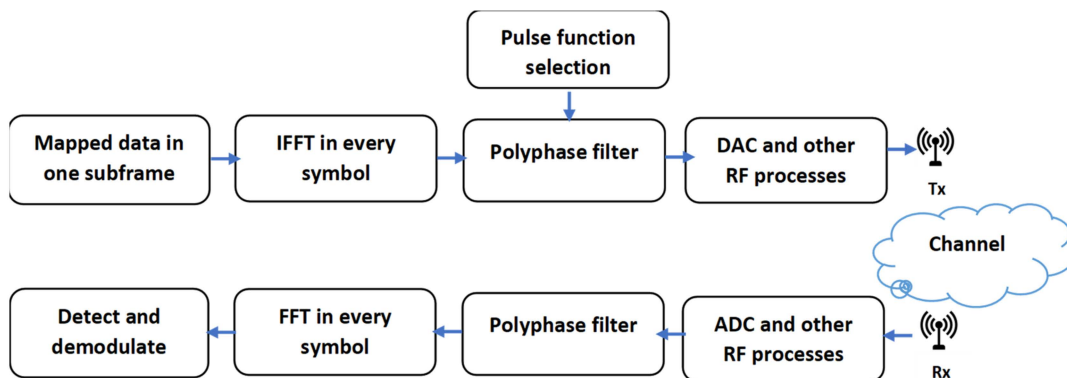 Pulse function
selection
Mapped data in
one subframe
IFFT in every
symbol
Polyphase filter
DAC and other
RF processes
Tx
Channel
Detect and
demodulate
FFT in every
symbol
Polyphase filter
ADC and other
RF processes
Rx